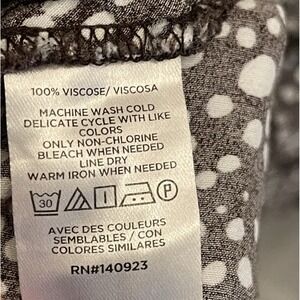 100% VISCOSE/ VISCOSA
MACHINE WASH COLD
DELICATE CYCLE WITH LIKE
COLORS
ONLY NON-CHLORINE
BLEACH WHEN NEEDED
LINE DRY
WARM IRON WHEN NEEDED
30 P
AVEC DES COULEURS
SEMBLABLES / CON
COLORES SIMILARES
RN#140923